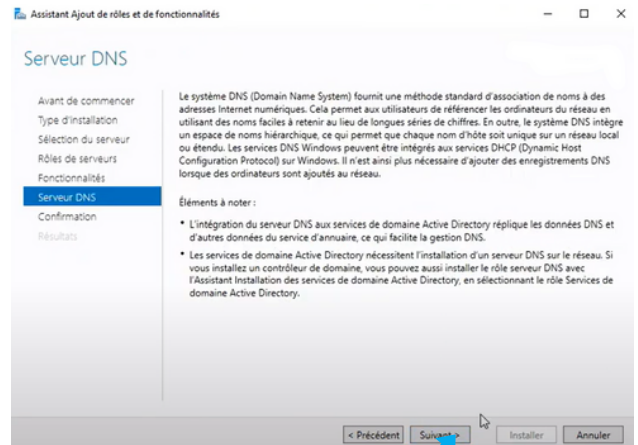 Assistant Ajout de rôles et de fonctionnalités
Serveur DNS
Avant de commencer
Type d'installation
Sélection du serveur
Rôles de serveurs
Fonctionnalités
Serveur DNS
Confirmation
Résultats
Le système DNS (Domain Name System) fournit une méthode standard d'association de noms à des
adresses Internet numériques. Cela permet aux utilisateurs de référencer les ordinateurs du réseau en
utilisant des noms faciles à retenir au lieu de longues séries de chiffres. En outre, le système DNS intègre
un espace de noms hiérarchique, ce qui permet que chaque nom d'hôte soit unique sur un réseau local
ou étendu. Les services DNS Windows peuvent être intégrés aux services DHCP (Dynamic Host
Configuration Protocol) sur Windows. Il n'est ainsi plus nécessaire d'ajouter des enregistrements DNS
lorsque des ordinateurs sont ajoutés au réseau.
Éléments à noter :
• L'intégration du serveur DNS aux services de domaine Active Directory réplique les données DNS et
d'autres données du service d'annuaire, ce qui facilite la gestion DNS.
• Les services de domaine Active Directory nécessitent l'installation d'un serveur DNS sur le réseau. Si
vous installez un contrôleur de domaine, vous pouvez aussi installer le rôle serveur DNS avec
l'Assistant Installation des services de domaine Active Directory, en sélectionnant le rôle Services de
domaine Active Directory.
< Précédent
Suivant >
Installer
Annuler